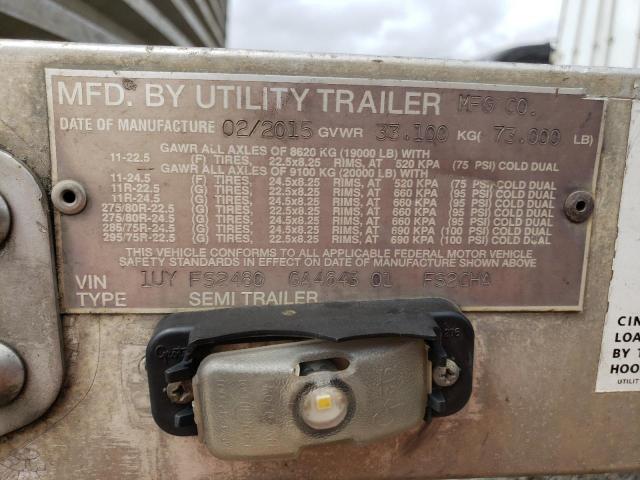 MFD. BY UTILITY TRAILER MFG CO.
DATE OF MANUFACTURE 02/2015 GVWR 33.100 KG( 73.000 LB)
GAWR ALL AXLES OF 8620 KG (19000 LB) WITH
11-22.5 (F) TIRES, 22.5x8.25 RIMS, AT 520 KPA (75 PSI) COLD DUAL
GAWR ALL AXLES OF 9100 KG (20000 LB) WITH
11-24.5 (F) TIRES, 24.5x8.25 RIMS, AT 520 KPA (75 PSI) COLD DUAL
11R-22.5 (G) TIRES, 22.5x8.25 RIMS, AT 660 KPA (95 PSI) COLD DUAL
11R-24.5 (G) TIRES, 24.5x8.25 RIMS, AT 660 KPA (95 PSI) COLD DUAL
275/80R-22.5 (G) TIRES, 22.5x8.25 RIMS, AT 660 KPA (95 PSI) COLD DUAL
275/80R-24.5 (G) TIRES, 24.5x8.25 RIMS, AT 660 KPA (95 PSI) COLD DUAL
285/75R-24.5 (G) TIRES, 24.5x8.25 RIMS, AT 690 KPA (100 PSI) COLD DUAL
295/75R-22.5 (G) TIRES, 22.5x8.25 RIMS, AT 690 KPA (100 PSI) COLD DUAL
THIS VEHICLE CONFORMS TO ALL APPLICABLE FEDERAL MOTOR VEHICLE
SAFETY STANDARDS IN EFFECT ON DATE OF MANUFACTURE SHOWN ABOVE
VIN 1UY FS2480 GA4843 01 FS2CHA
TYPE SEMI TRAILER
CIN
LOA
BY T
HOO
UTILIT